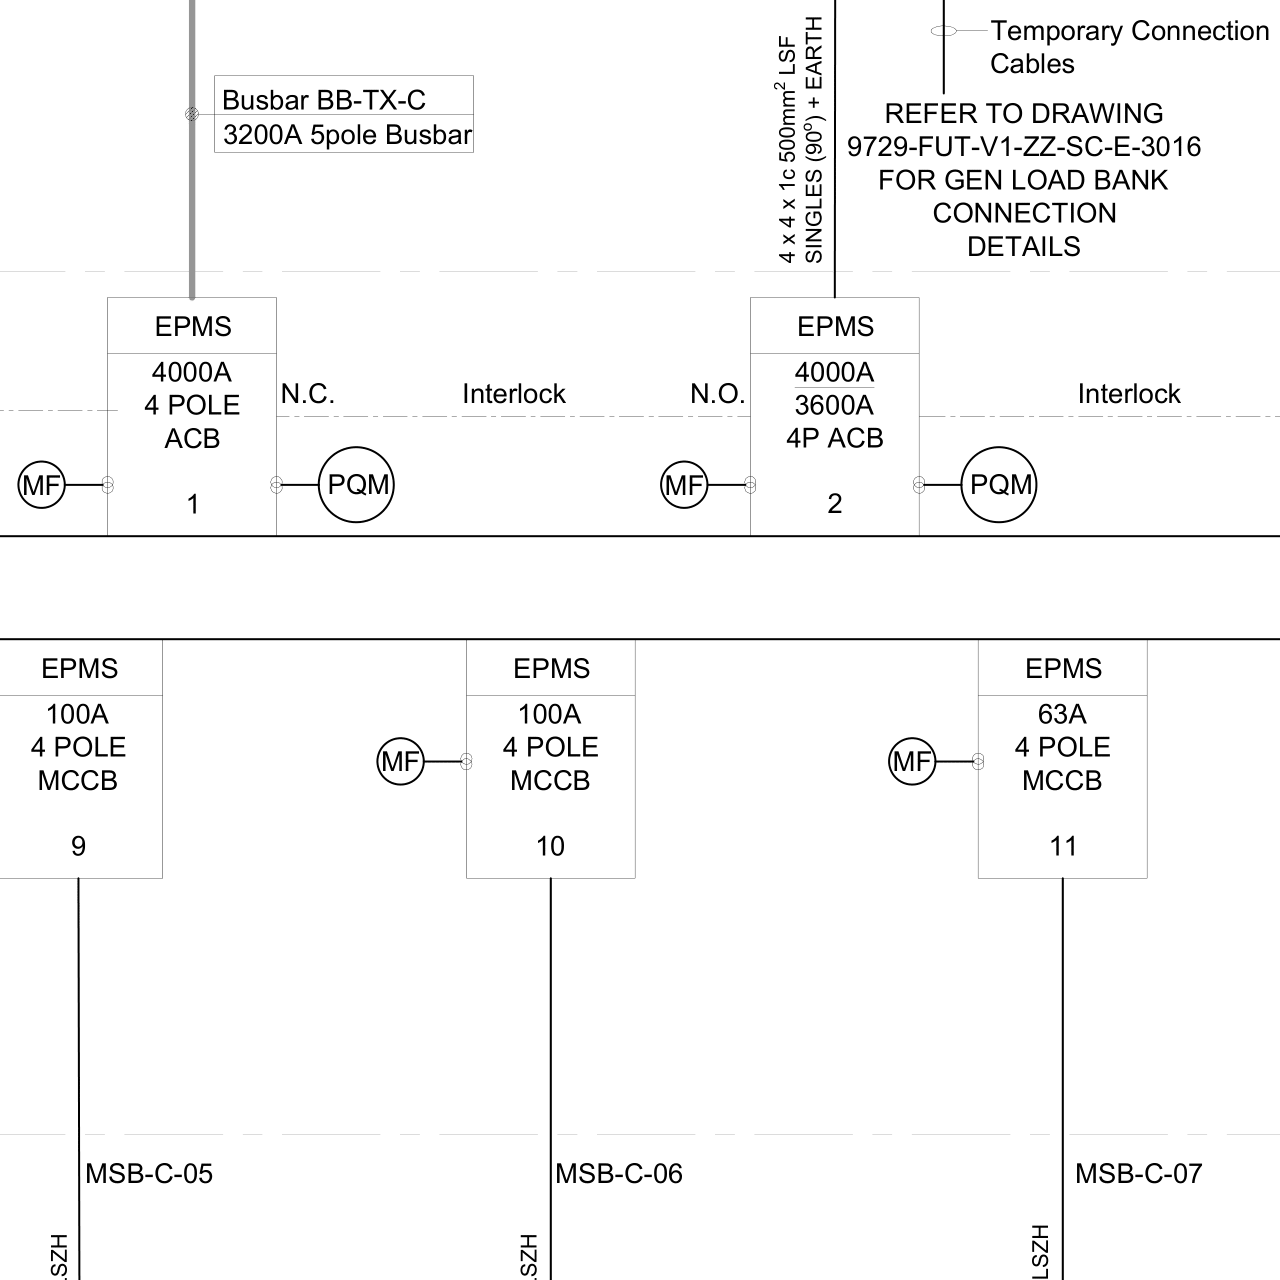 Temporary Connection
Cables
Busbar BB-TX-C
3200A 5pole Busbar
4 x 4 x 1c 500mm² LSF
SINGLES (90°) + EARTH
REFER TO DRAWING
9729-FUT-V1-ZZ-SC-E-3016
FOR GEN LOAD BANK
CONNECTION
DETAILS
EPMS
4000A
4 POLE
ACB
1
N.C.
Interlock
N.O.
MF
PQM
EPMS
4000A
3600A
4P ACB
2
Interlock
MF
PQM
EPMS
100A
4 POLE
MCCB
9
EPMS
100A
4 POLE
MCCB
10
MF
EPMS
63A
4 POLE
MCCB
11
MF
MSB-C-05
MSB-C-06
MSB-C-07
LSZH
LSZH
LSZH